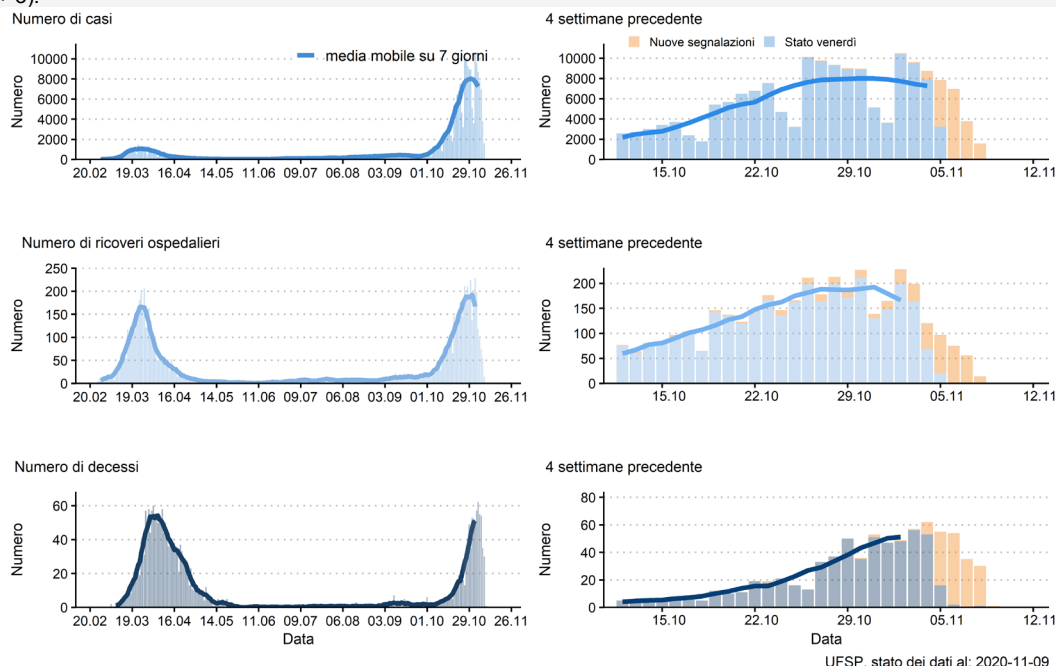 Numero di casi
4 settimane precedente
media mobile su 7 giorni
Nuove segnalazioni
Stato venerdì
Numero
10000
8000
6000
4000
2000
0
20.02 19.03 16.04 14.05 11.06 09.07 06.08 03.09 01.10 29.10 26.11
Numero
10000
8000
6000
4000
2000
0
15.10 22.10 29.10 05.11 12.11
Numero di ricoveri ospedalieri
4 settimane precedente
Numero
250
200
150
100
50
0
20.02 19.03 16.04 14.05 11.06 09.07 06.08 03.09 01.10 29.10 26.11
Numero
200
150
100
50
0
15.10 22.10 29.10 05.11 12.11
Numero di decessi
4 settimane precedente
Numero
60
40
20
0
20.02 19.03 16.04 14.05 11.06 09.07 06.08 03.09 01.10 29.10 26.11
Data
Numero
80
60
40
20
0
15.10 22.10 29.10 05.11 12.11
Data
UFSP, stato dei dati al: 2020-11-09